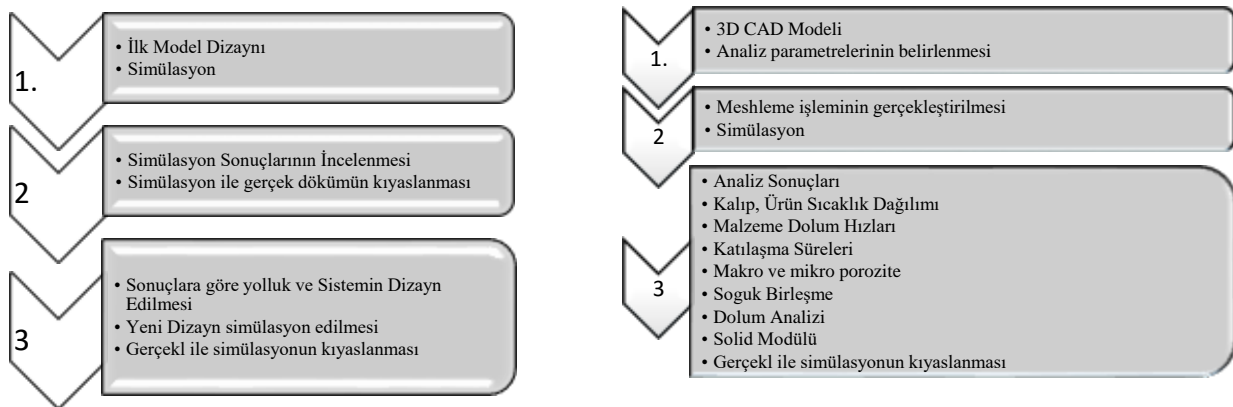 1.
• İlk Model Dizaynı
• Simülasyon
2
• Simülasyon Sonuçlarının İncelenmesi
• Simülasyon ile gerçek dökümün kıyaslanması
3
• Sonuçlara göre yolluk ve Sistemin Dizayn
Edilmesi
• Yeni Dizayn simülasyon edilmesi
• Gerçekl ile simülasyonun kıyaslanması
1.
• 3D CAD Modeli
• Analiz parametrelerinin belirlenmesi
2
• Meshleme işleminin gerçekleştirilmesi
• Simülasyon
3
• Analiz Sonuçları
• Kalıp, Ürün Sıcaklık Dağılımı
• Malzeme Dolum Hızları
• Katılaşma Süreleri
• Makro ve mikro porozite
• Soguk Birleşme
• Dolum Analizi
• Solid Modülü
• Gerçekl ile simülasyonun kıyaslanması